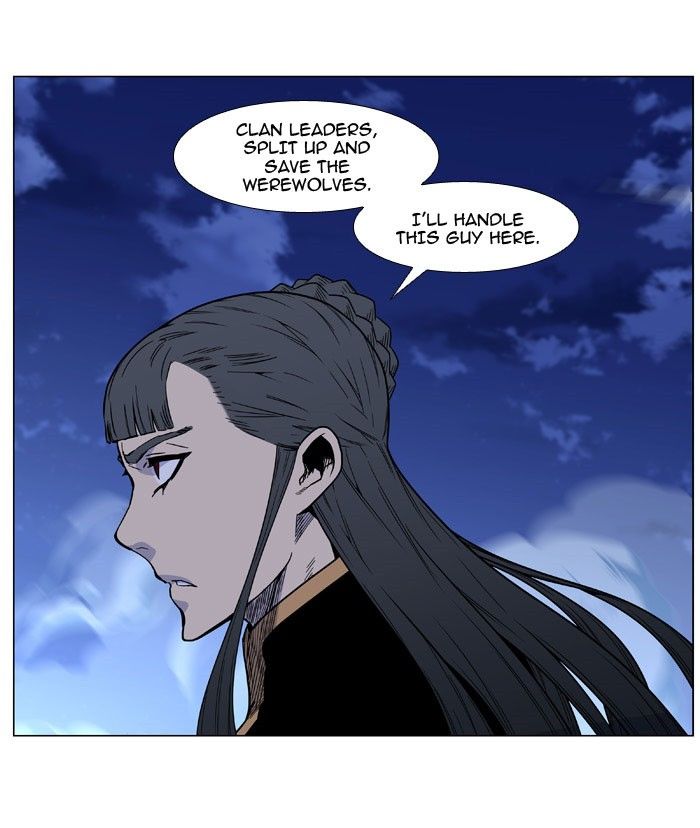 CLAN LEADERS,
SPLIT UP AND
SAVE THE
WEREWOLVES.
I'LL HANDLE
THIS GUY HERE.